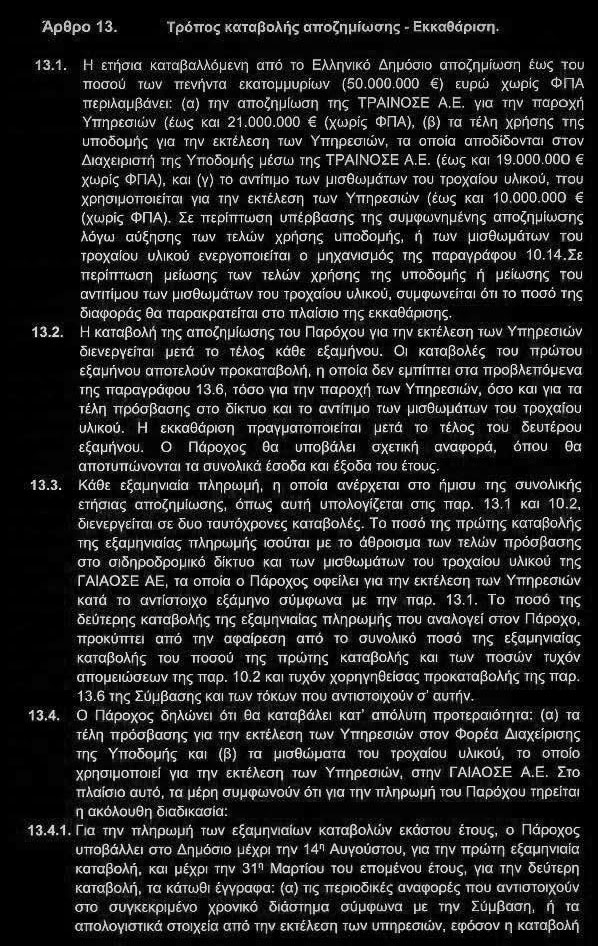 Άρθρο 13. Τρόπος καταβολής αποζημίωσης - Εκκαθάριση.
13.1. Η ετήσια καταβαλλόμενη από το Ελληνικό Δημόσιο αποζημίωση έως του
ποσού των πενήντα εκατομμυρίων (50.000.000 €) ευρώ χωρίς ΦΠΑ
περιλαμβάνει: (α) την αποζημίωση της ΤΡΑΙΝΟΣΕ Α.Ε. για την παροχή
Υπηρεσιών (έως και 21.000.000 € (χωρίς ΦΠΑ), (β) τα τέλη χρήσης της
υποδομής για την εκτέλεση των Υπηρεσιών, τα οποία αποδίδονται στον
Διαχειριστή της Υποδομής μέσω της ΤΡΑΙΝΟΣΕ Α.Ε. (έως και 19.000.000 €
χωρίς ΦΠΑ), και (γ) το αντίτιμο των μισθωμάτων του τροχαίου υλικού, που
χρησιμοποιείται για την εκτέλεση των Υπηρεσιών (έως και 10.000.000 €
(χωρίς ΦΠΑ). Σε περίπτωση υπέρβασης της συμφωνημένης αποζημίωσης
λόγω αύξησης των τελών χρήσης υποδομής, ή των μισθωμάτων του
τροχαίου υλικού ενεργοποιείται ο μηχανισμός της παραγράφου 10.14.Σε
περίπτωση μείωσης των τελών χρήσης της υποδομής ή μείωσης του
αντιτίμου των μισθωμάτων του τροχαίου υλικού, συμφωνείται ότι το ποσό της
διαφοράς θα παρακρατείται στο πλαίσιο της εκκαθάρισης.
13.2. Η καταβολή της αποζημίωσης του Παρόχου για την εκτέλεση των Υπηρεσιών
διενεργείται μετά το τέλος κάθε εξαμήνου. Οι καταβολές του πρώτου
εξαμήνου αποτελούν προκαταβολή, η οποία δεν εμπίπτει στα προβλεπόμενα
της παραγράφου 13.6, τόσο για την παροχή των Υπηρεσιών, όσο και για τα
τέλη πρόσβασης στο δίκτυο και το αντίτιμο των μισθωμάτων του τροχαίου
υλικού. Η εκκαθάριση πραγματοποιείται μετά το τέλος του δευτέρου
εξαμήνου. Ο Πάροχος θα υποβάλει σχετική αναφορά, όπου θα
αποτυπώνονται τα συνολικά έσοδα και έξοδα του έτους.
13.3. Κάθε εξαμηνιαία πληρωμή, η οποία ανέρχεται στο ήμισυ της συνολικής
ετήσιας αποζημίωσης, όπως αυτή υπολογίζεται στις παρ. 13.1 και 10.2,
διενεργείται σε δυο ταυτόχρονες καταβολές. Το ποσό της πρώτης καταβολής
της εξαμηνιαίας πληρωμής ισούται με το άθροισμα των τελών πρόσβασης
στο σιδηροδρομικό δίκτυο και των μισθωμάτων του τροχαίου υλικού της
ΓΑΙΑΟΣΕ ΑΕ, τα οποία ο Πάροχος οφείλει για την εκτέλεση των Υπηρεσιών
κατά το αντίστοιχο εξάμηνο σύμφωνα με την παρ. 13.1. Το ποσό της
δεύτερης καταβολής της εξαμηνιαίας πληρωμής που αναλογεί στον Πάροχο,
προκύπτει από την αφαίρεση από το συνολικό ποσό της εξαμηνιαίας
καταβολής του ποσού της πρώτης καταβολής και των ποσών τυχόν
απομειώσεων της παρ. 10.2 και τυχόν χορηγηθείσας προκαταβολής της παρ.
13.6 της Σύμβασης και των τόκων που αντιστοιχούν σ' αυτήν.
13.4. Ο Πάροχος δηλώνει ότι θα καταβάλει κατ' απόλυτη προτεραιότητα: (α) τα
τέλη πρόσβασης για την εκτέλεση των Υπηρεσιών στον Φορέα Διαχείρισης
της Υποδομής και (β) τα μισθώματα του τροχαίου υλικού, το οποίο
χρησιμοποιεί για την εκτέλεση των Υπηρεσιών, στην ΓΑΙΑΟΣΕ Α.Ε. Στο
πλαίσιο αυτό, τα μέρη συμφωνούν ότι για την πληρωμή του Παρόχου τηρείται
η ακόλουθη διαδικασία:
13.4.1. Για την πληρωμή των εξαμηνιαίων καταβολών εκάστου έτους, ο Πάροχος
υποβάλλει στο Δημόσιο μέχρι την 14η Αυγούστου, για την πρώτη εξαμηνιαία
καταβολή, και μέχρι την 31η Μαρτίου του επομένου έτους, για την δεύτερη
καταβολή, τα κάτωθι έγγραφα: (α) τις περιοδικές αναφορές που αντιστοιχούν
στο συγκεκριμένο χρονικό διάστημα σύμφωνα με την Σύμβαση, ή τα
απολογιστικά στοιχεία από την εκτέλεση των υπηρεσιών, εφόσον η καταβολή